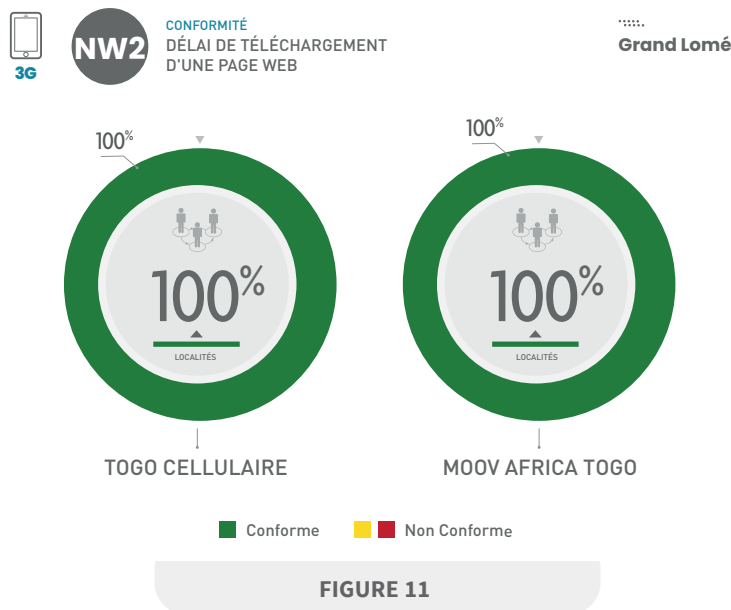 3G
NW2
CONFORMITÉ
DÉLAI DE TÉLÉCHARGEMENT
D'UNE PAGE WEB
Grand Lomé
100%
100%
LOCALITÉS
TOGO CELLULAIRE
100%
100%
LOCALITÉS
MOOV AFRICA TOGO
Conforme
Non Conforme
FIGURE 11